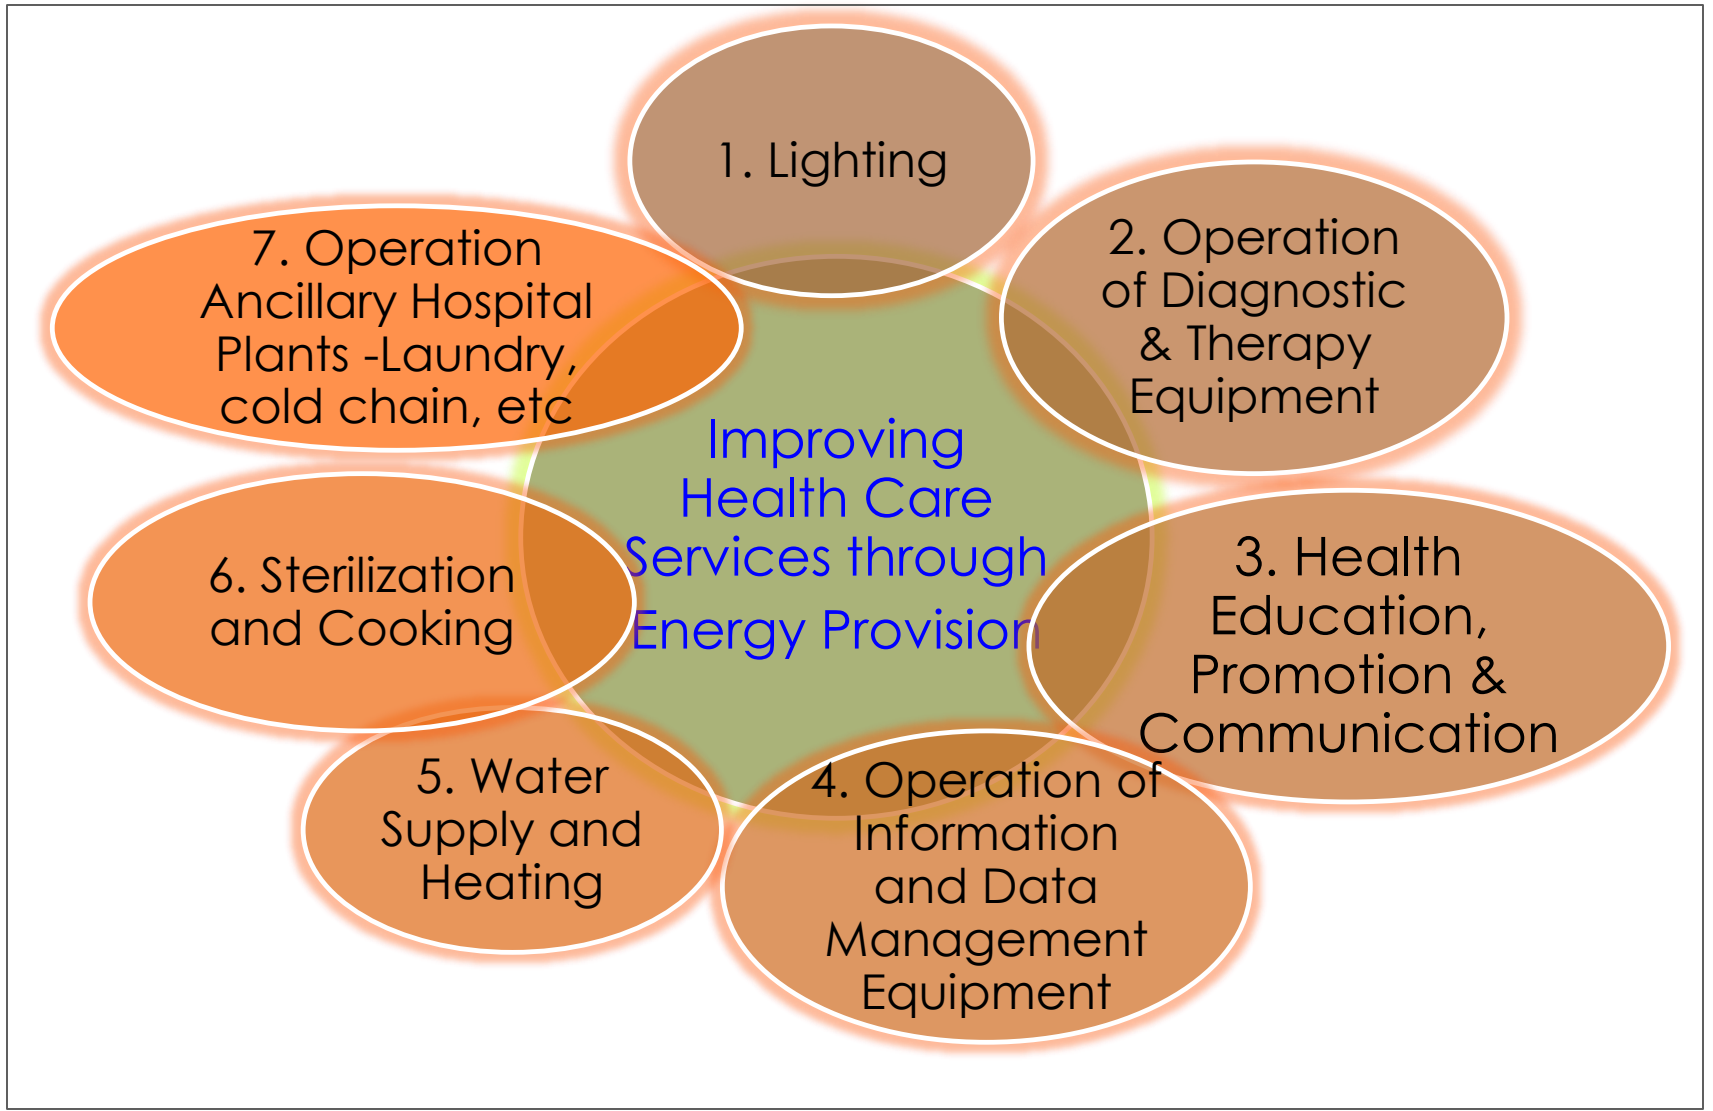 1. Lighting
2. Operation
of Diagnostic
& Therapy
Equipment
3. Health
Education,
Promotion &
Communication
4. Operation of
Information
and Data
Management
Equipment
5. Water
Supply and
Heating
6. Sterilization
and Cooking
7. Operation
Ancillary Hospital
Plants -Laundry,
cold chain, etc
Improving
Health Care
Services through
Energy Provision